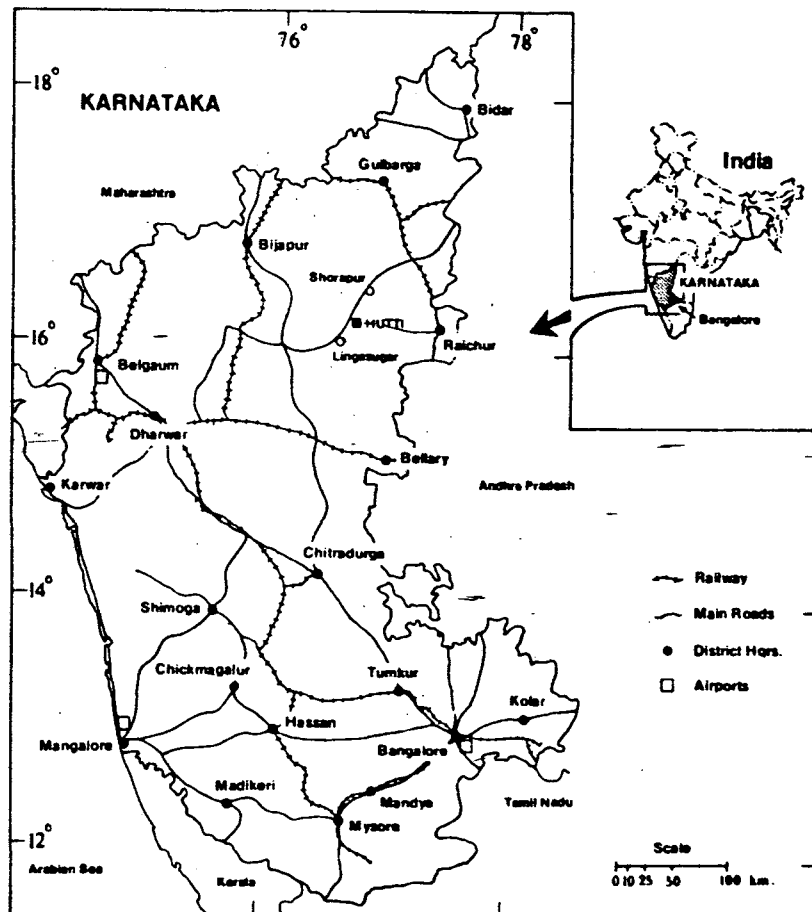 76°
78°
18°
KARNATAKA
Bidar
Gulbarga
India
Maharashtra
Bijapur
Shorapur
KARNATAKA
HUTTI
Bangalore
16°
Raichur
Lingasugar
Belgaum
Dharwar
Bellary
Karwar
Andhra Pradesh
Chitradurga
14°
Railway
Shimoga
Main Roads
Chickmagalur
Tumkur
District Hqrs.
Kolar
Airports
Hassan
Mangalore
Bangalore
Madikeri
Mandya
Tamil Nadu
Mysore
12°
Scale
Arabian Sea
Kerala
0 10 25 50 100 km.